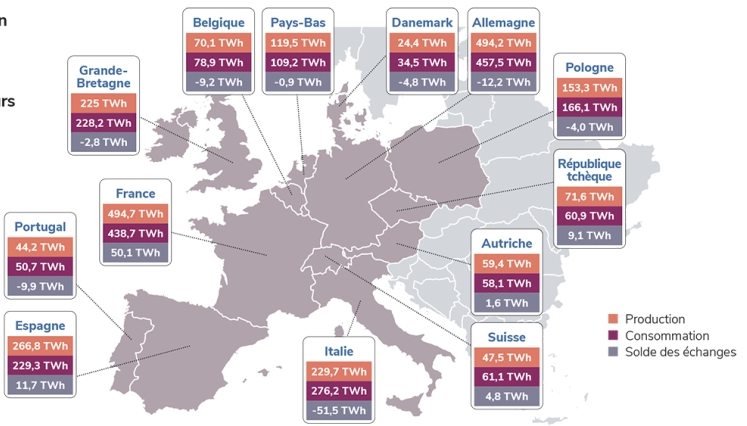 n
rs
Belgique
70,1 TWh
78,9 TWh
-9,2 TWh
Pays-Bas
119,5 TWh
109,2 TWh
-0,9 TWh
Danemark
24,4 TWh
34,5 TWh
-4,8 TWh
Allemagne
494,2 TWh
457,5 TWh
-12,2 TWh
Pologne
153,3 TWh
166,1 TWh
-4,0 TWh
Grande-
Bretagne
225 TWh
228,2 TWh
-2,8 TWh
République
tchèque
71,6 TWh
60,9 TWh
9,1 TWh
France
494,7 TWh
438,7 TWh
50,1 TWh
Portugal
44,2 TWh
50,7 TWh
-9,9 TWh
Autriche
59,4 TWh
58,1 TWh
1,6 TWh
Espagne
266,8 TWh
229,3 TWh
11,7 TWh
Italie
229,7 TWh
276,2 TWh
-51,5 TWh
Suisse
47,5 TWh
61,1 TWh
4,8 TWh
Production
Consommation
Solde des échanges